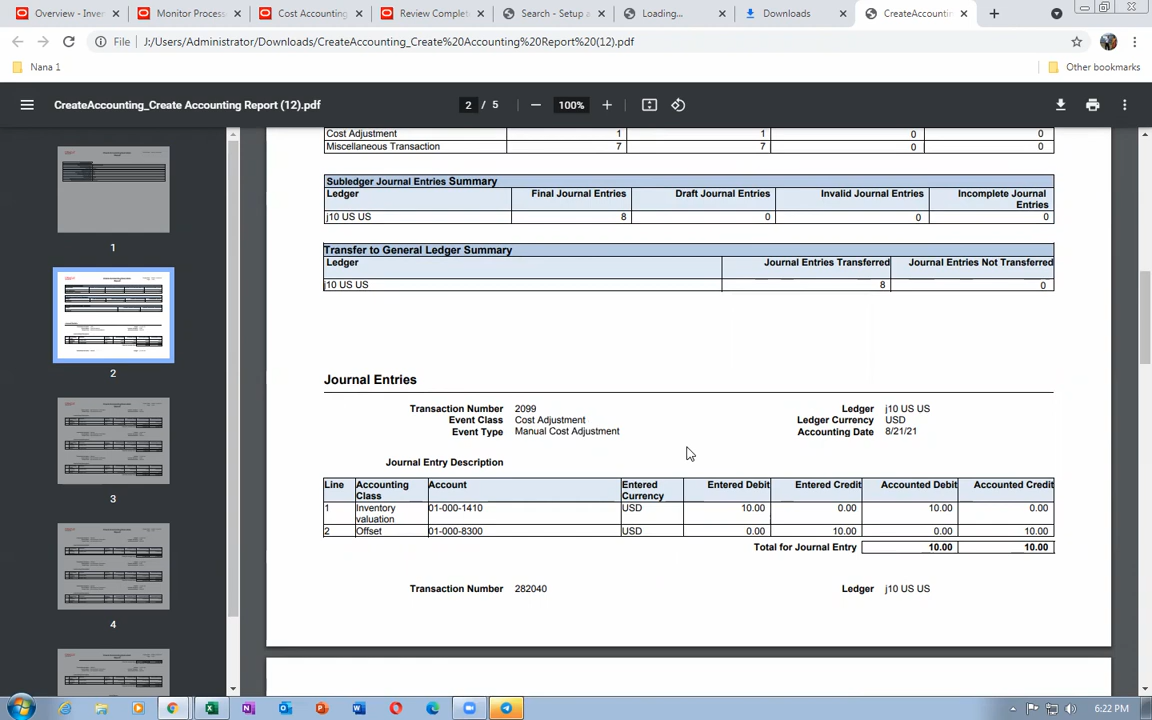 Overview - Inver
Monitor Process
Cost Accounting
Review Complet
Search - Setup a
Loading...
Downloads
CreateAccountin
File J:/Users/Administrator/Downloads/CreateAccounting_Create%20Accounting%20Report%20(12).pdf
Nana 1
Other bookmarks
CreateAccounting_Create Accounting Report (12).pdf
2 / 5
100%
Cost Adjustment 1 1 0 0
Miscellaneous Transaction 7 7 0 0
Subledger Journal Entries Summary
Ledger Final Journal Entries Draft Journal Entries Invalid Journal Entries Incomplete Journal Entries
j10 US US 8 0 0 0
Transfer to General Ledger Summary
Ledger Journal Entries Transferred Journal Entries Not Transferred
j10 US US 8 0
Journal Entries
Transaction Number 2099 Ledger j10 US US
Event Class Cost Adjustment Ledger Currency USD
Event Type Manual Cost Adjustment Accounting Date 8/21/21
Journal Entry Description
Line Accounting Class Account Entered Currency Entered Debit Entered Credit Accounted Debit Accounted Credit
1 Inventory valuation 01-000-1410 USD 10.00 0.00 10.00 0.00
2 Offset 01-000-8300 USD 0.00 10.00 0.00 10.00
Total for Journal Entry 10.00 10.00
Transaction Number 282040 Ledger j10 US US
1
2
3
4
6:22 PM